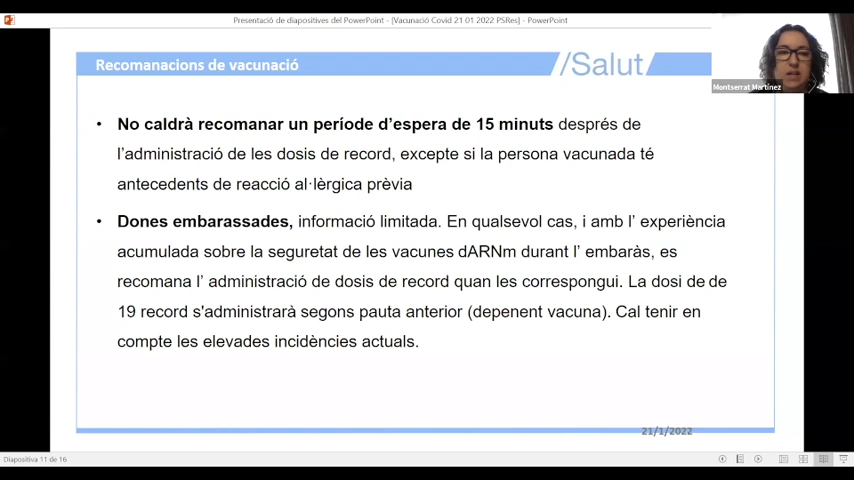 Presentació de diapositives del PowerPoint - [Vacunació Covid 21 01 2022 PSRes] - PowerPoint
Recomanacions de vacunació
/Salut
Montserrat Martínez
• No caldrà recomanar un període d'espera de 15 minuts després de
l'administració de les dosis de record, excepte si la persona vacunada té
antecedents de reacció al·lèrgica prèvia
• Dones embarassades, informació limitada. En qualsevol cas, i amb l' experiència
acumulada sobre la seguretat de les vacunes dARNm durant l' embaràs, es
recomana l' administració de dosis de record quan les correspongui. La dosi de de
19 record s'administrarà segons pauta anterior (depenent vacuna). Cal tenir en
compte les elevades incidències actuals.
21/1/2022
Diapositiva 11 de 16